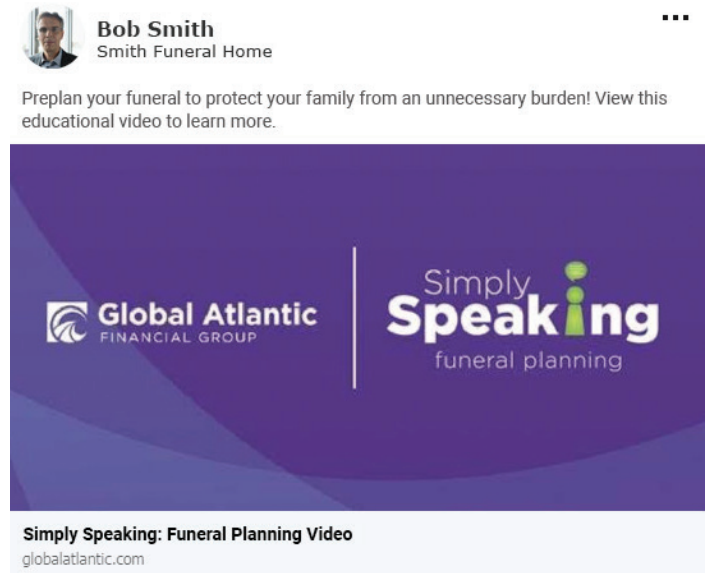 Bob Smith
Smith Funeral Home
Preplan your funeral to protect your family from an unnecessary burden! View this
educational video to learn more.
Global Atlantic
FINANCIAL GROUP
Simply
Speaking
funeral planning
Simply Speaking: Funeral Planning Video
globalatlantic.com